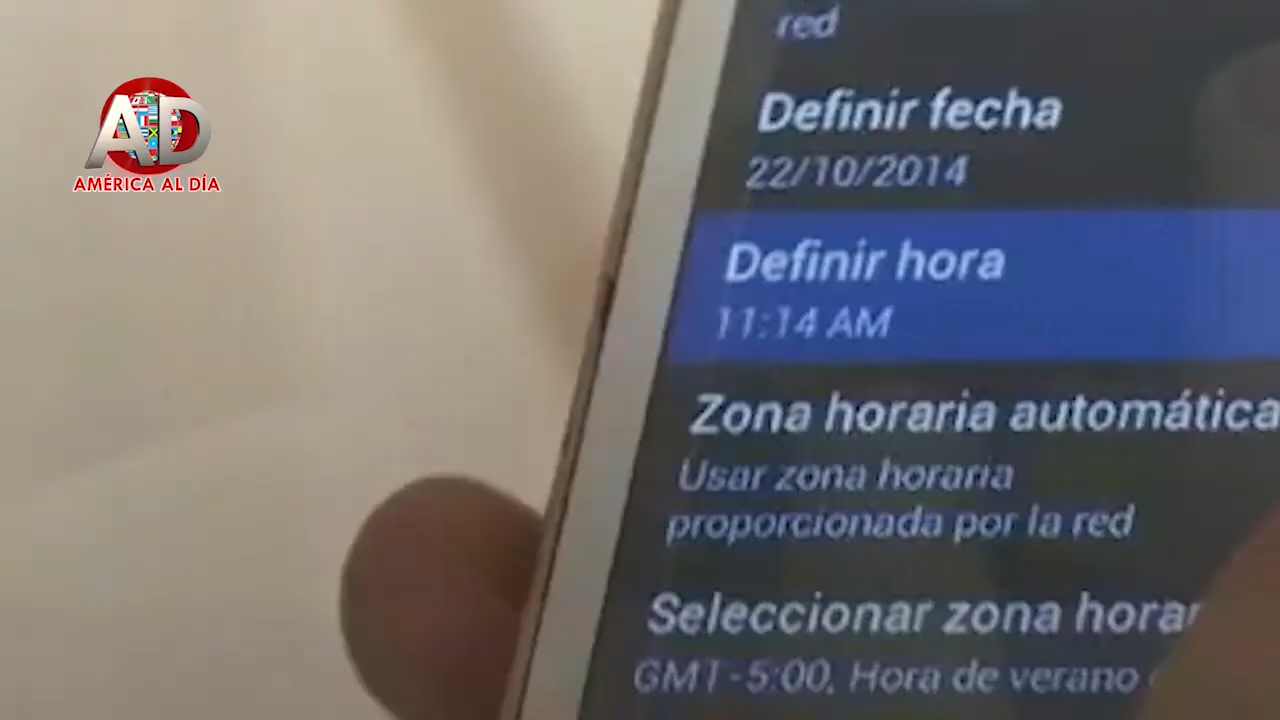 AD
AMÉRICA AL DÍA
red
Definir fecha
22/10/2014
Definir hora
11:14 AM
Zona horaria automática
Usar zona horaria
proporcionada por la red
Seleccionar zona horar
GMT-5:00, Hora de verano